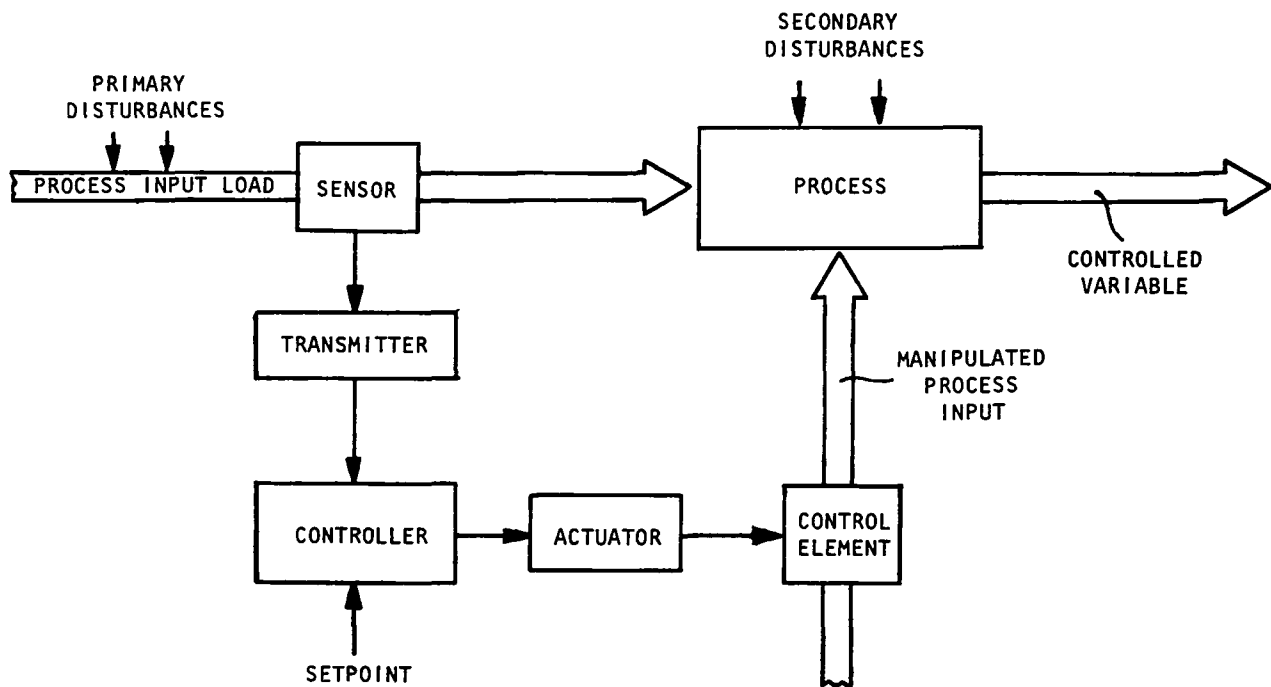 SECONDARY
DISTURBANCES
PRIMARY
DISTURBANCES
PROCESS INPUT LOAD
SENSOR
PROCESS
CONTROLLED
VARIABLE
TRANSMITTER
MANIPULATED
PROCESS
INPUT
CONTROLLER
ACTUATOR
CONTROL
ELEMENT
SETPOINT